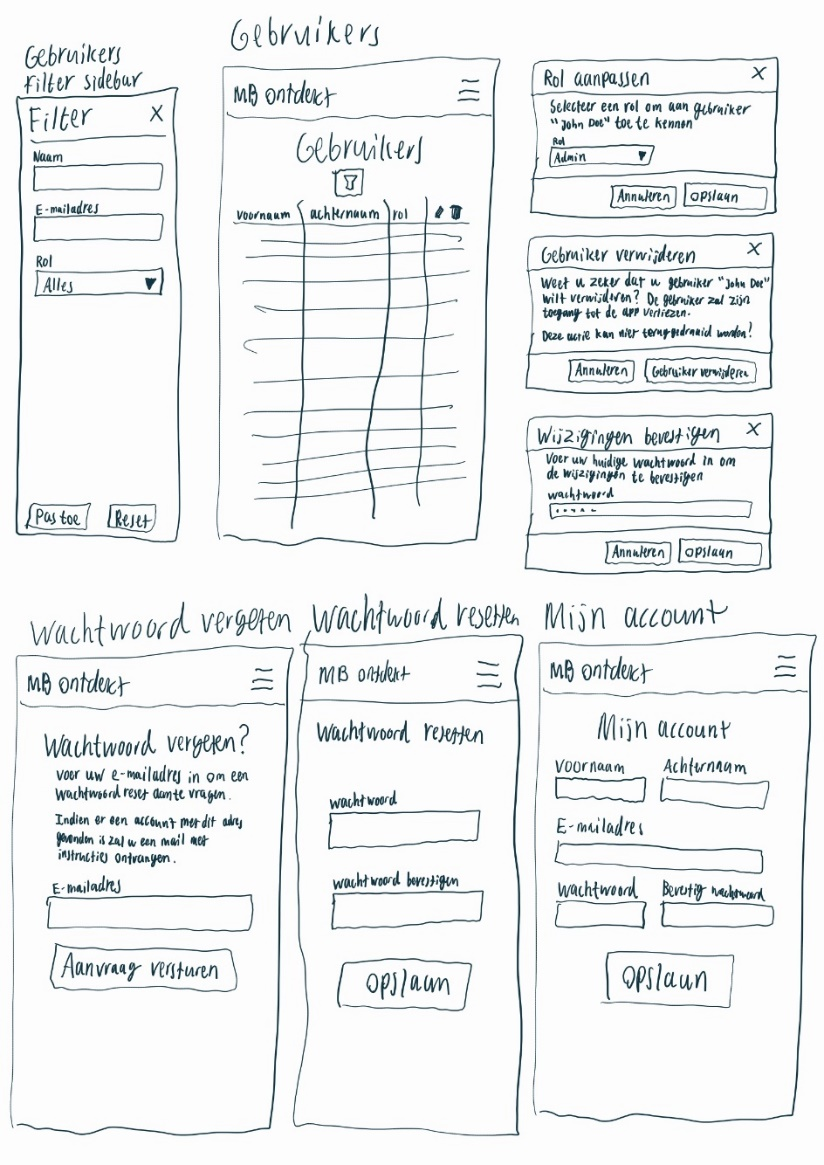 Gebruikers
Filter sidebar
Filter X
Naam
E-mailadres
Rol
Alles
Pas toe Reset
Gebruikers
MB ontdekt
Gebruikers
voornaam achternaam rol
Rol aanpassen X
Selecteer een rol om aan gebruiker
"John Doe" toe te kennen
Rol
Admin
Annuleren Opslaan
Gebruiker verwijderen X
Weet u zeker dat u gebruiker "John Doe"
wilt verwijderen? De gebruiker zal zijn
toegang tot de app verliezen.
Deze actie kan niet teruggedraaid worden!
Annuleren Gebruiker verwijderen
Wijzigingen bevestigen X
Voer uw huidige wachtwoord in om
de wijzigingen te bevestigen
wachtwoord
.....
Annuleren Opslaan
Wachtwoord vergeten
MB ontdekt
Wachtwoord vergeten?
Voer uw e-mailadres in om een
wachtwoord reset aan te vragen.
Indien er een account met dit adres
gevonden is zal u een mail met
instructies ontvangen.
E-mailadres
Aanvraag versturen
Wachtwoord resetten
MB ontdekt
Wachtwoord resetten
wachtwoord
wachtwoord bevestigen
Opslaan
Mijn account
MB ontdekt
Mijn account
Voornaam Achternaam
E-mailadres
Wachtwoord Bevestig wachtwoord
Opslaan